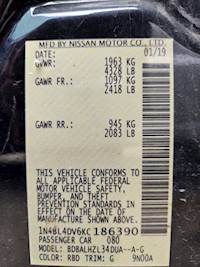 MFD BY NISSAN MOTOR CO., LTD.
DATE: 01/19
GVWR: 1963 KG
4328 LB
GAWR FR.: 1097 KG
2418 LB
GAWR RR: 945 KG
2083 LB
THIS VEHICLE CONFORMS TO
ALL APPLICABLE FEDERAL
MOTOR VEHICLE SAFETY,
BUMPER, AND THEFT
PREVENTION STANDARDS
IN EFFECT ON THE DATE OF
MANUFACTURE SHOWN ABOVE.
1N4BL4DV6KC186390
PASSENGER CAR 080
MODEL: BDBALHZL34DUA--A-G
COLOR: RBD TRIM: G 9N00A